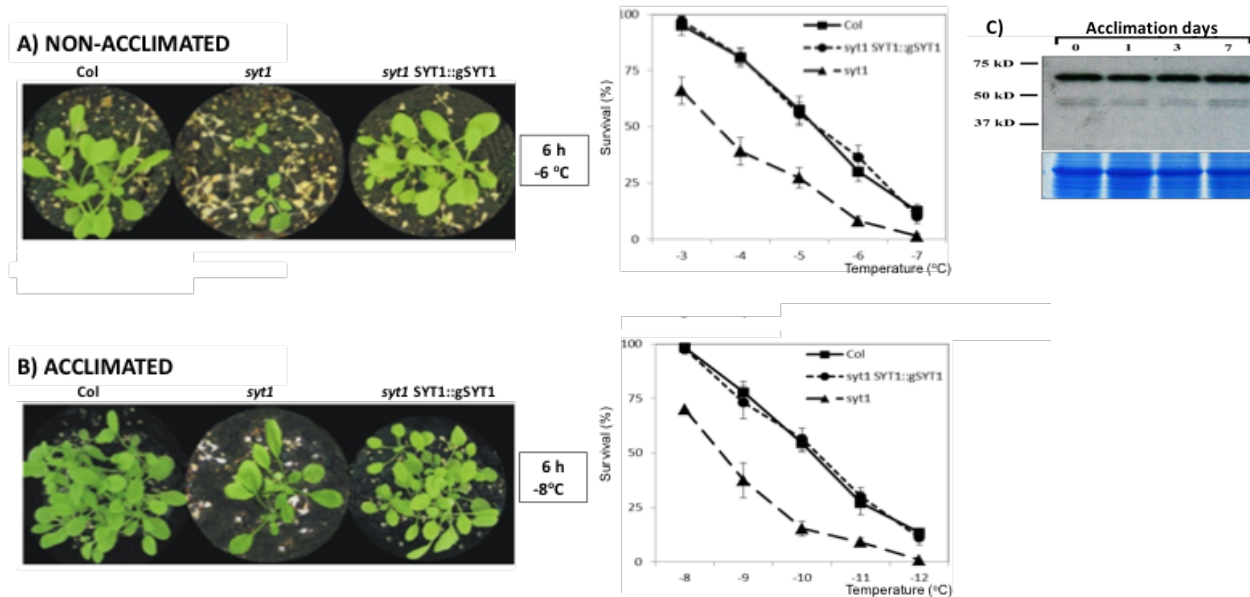 A) NON-ACCLIMATED
Col syt1 syt1 SYT1::gSYT1
6 h
-6 ºC
Survival (%)
100
75
50
25
0
-3 -4 -5 -6 -7
Temperature (ºC)
Col
syt1 SYT1::gSYT1
syt1
C)
Acclimation days
0 1 3 7
75 kD
50 kD
37 kD
B) ACCLIMATED
Col syt1 syt1 SYT1::gSYT1
6 h
-8ºC
Survival (%)
100
75
50
25
0
-8 -9 -10 -11 -12
Temperature (ºC)
Col
syt1 SYT1::gSYT1
syt1